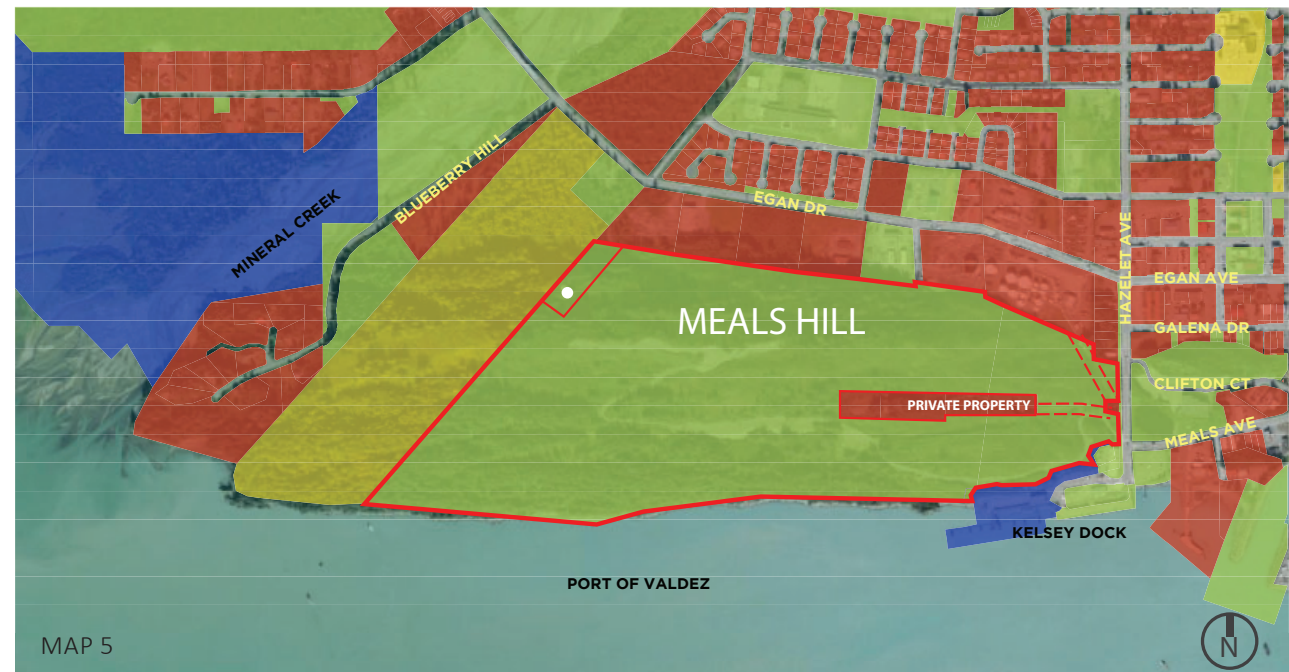 BLUEBERRY HILL
MINERAL CREEK
EGAN DR
HAZELET AVE
EGAN AVE
MEALS HILL
GALENA DR
CLIFTON CT
PRIVATE PROPERTY
MEALS AVE
KELSEY DOCK
PORT OF VALDEZ
MAP 5
N